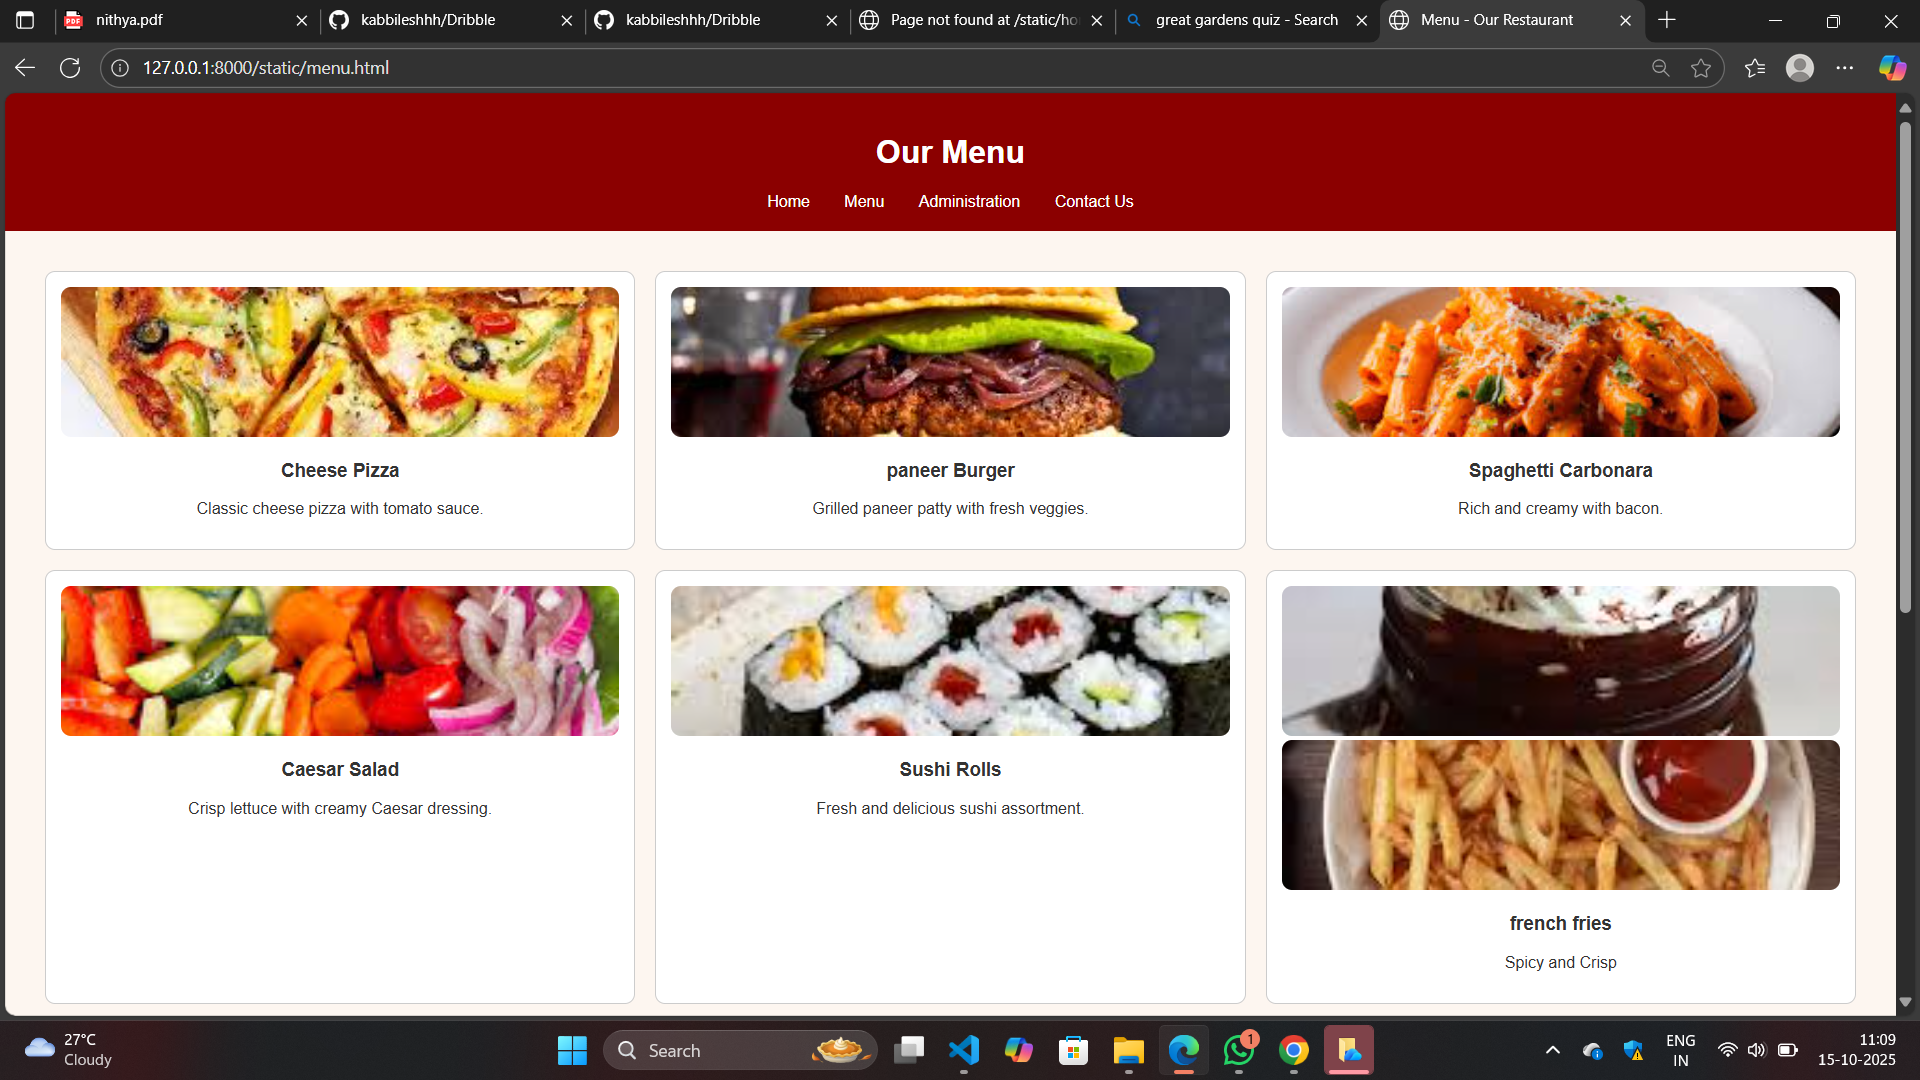 nithya.pdf
kabbileshhh/Dribble
kabbileshhh/Dribble
Page not found at /static/ho
great gardens quiz - Search
Menu - Our Restaurant
127.0.0.1:8000/static/menu.html
Our Menu
Home Menu Administration Contact Us
Cheese Pizza
Classic cheese pizza with tomato sauce.
paneer Burger
Grilled paneer patty with fresh veggies.
Spaghetti Carbonara
Rich and creamy with bacon.
Caesar Salad
Crisp lettuce with creamy Caesar dressing.
Sushi Rolls
Fresh and delicious sushi assortment.
french fries
Spicy and Crisp
27°C
Cloudy
Search
1
ENG
IN
11:09
15-10-2025